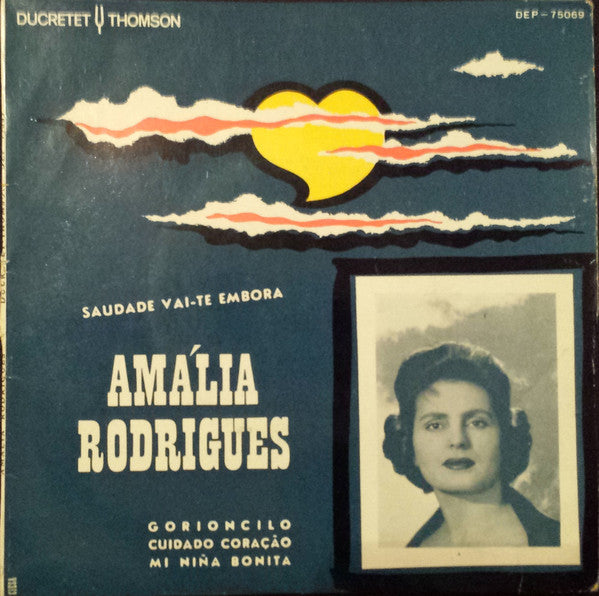 DUCRETET THOMSON
DEP-75069
SAUDADE VAI-TE EMBORA
AMÁLIA
RODRIGUES
GORIONCILO
CUIDADO CORAÇÃO
MI NIÑA BONITA